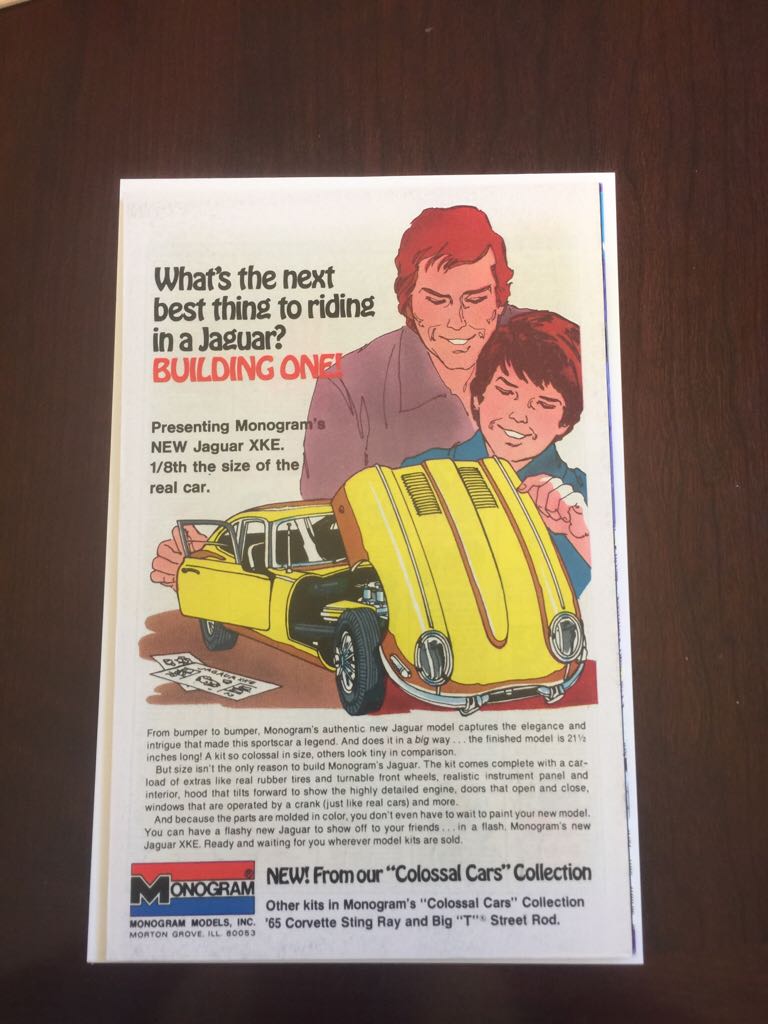 What's the next
best thing to riding
in a Jaguar?
BUILDING ONE!
Presenting Monogram's
NEW Jaguar XKE.
1/8th the size of the
real car.
JAGUAR XKE
From bumper to bumper, Monogram's authentic new Jaguar model captures the elegance and
intrigue that made this sportscar a legend. And does it in a big way . . . the finished model is 21½
inches long! A kit so colossal in size, others look tiny in comparison.
But size isn't the only reason to build Monogram's Jaguar. The kit comes complete with a car-
load of extras like real rubber tires and turnable front wheels, realistic instrument panel and
interior, hood that tilts forward to show the highly detailed engine, doors that open and close,
windows that are operated by a crank (just like real cars) and more.
And because the parts are molded in color, you don't even have to wait to paint your new model.
You can have a flashy new Jaguar to show off to your friends . . . in a flash. Monogram's new
Jaguar XKE. Ready and waiting for you wherever model kits are sold.
MONOGRAM
MONOGRAM MODELS, INC.
MORTON GROVE, ILL. 60053
NEW! From our "Colossal Cars" Collection
Other kits in Monogram's "Colossal Cars" Collection
'65 Corvette Sting Ray and Big "T"® Street Rod.